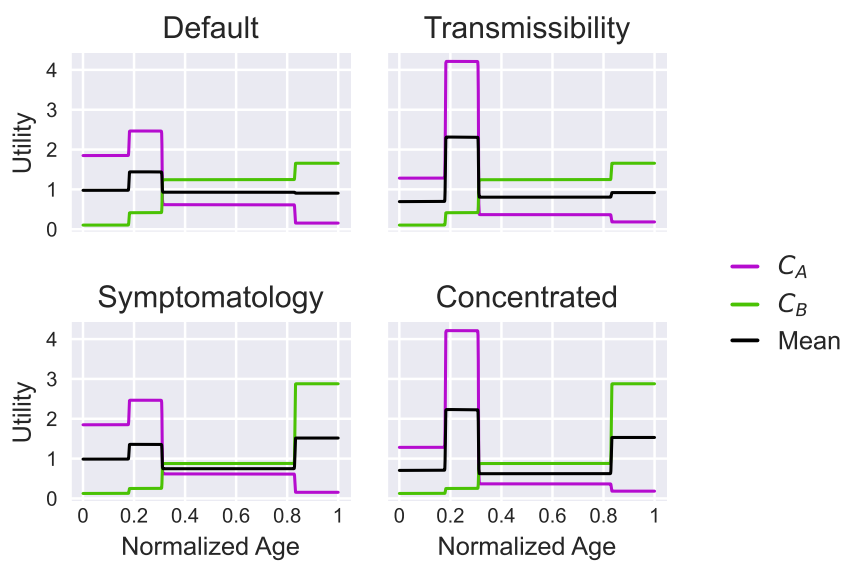 Default
Transmissibility
Utility
4
3
2
1
0
Symptomatology
Concentrated
Utility
4
3
2
1
0
0 0.2 0.4 0.6 0.8 1
0 0.2 0.4 0.6 0.8 1
Normalized Age
Normalized Age
C_A
C_B
Mean